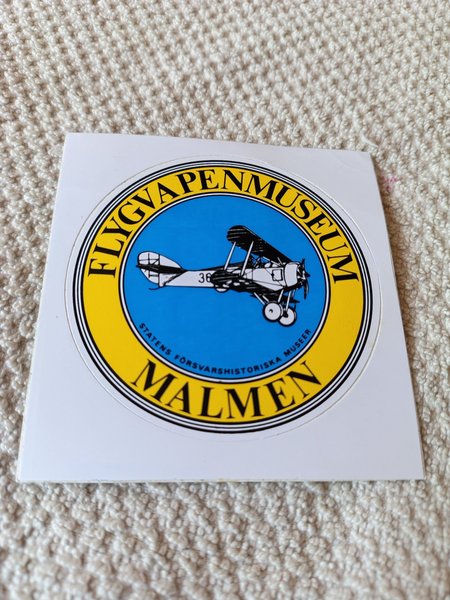 FLYGVAPENMUSEUM
36
STATENS FÖRSVARSHISTORISKA MUSEER
MALMEN